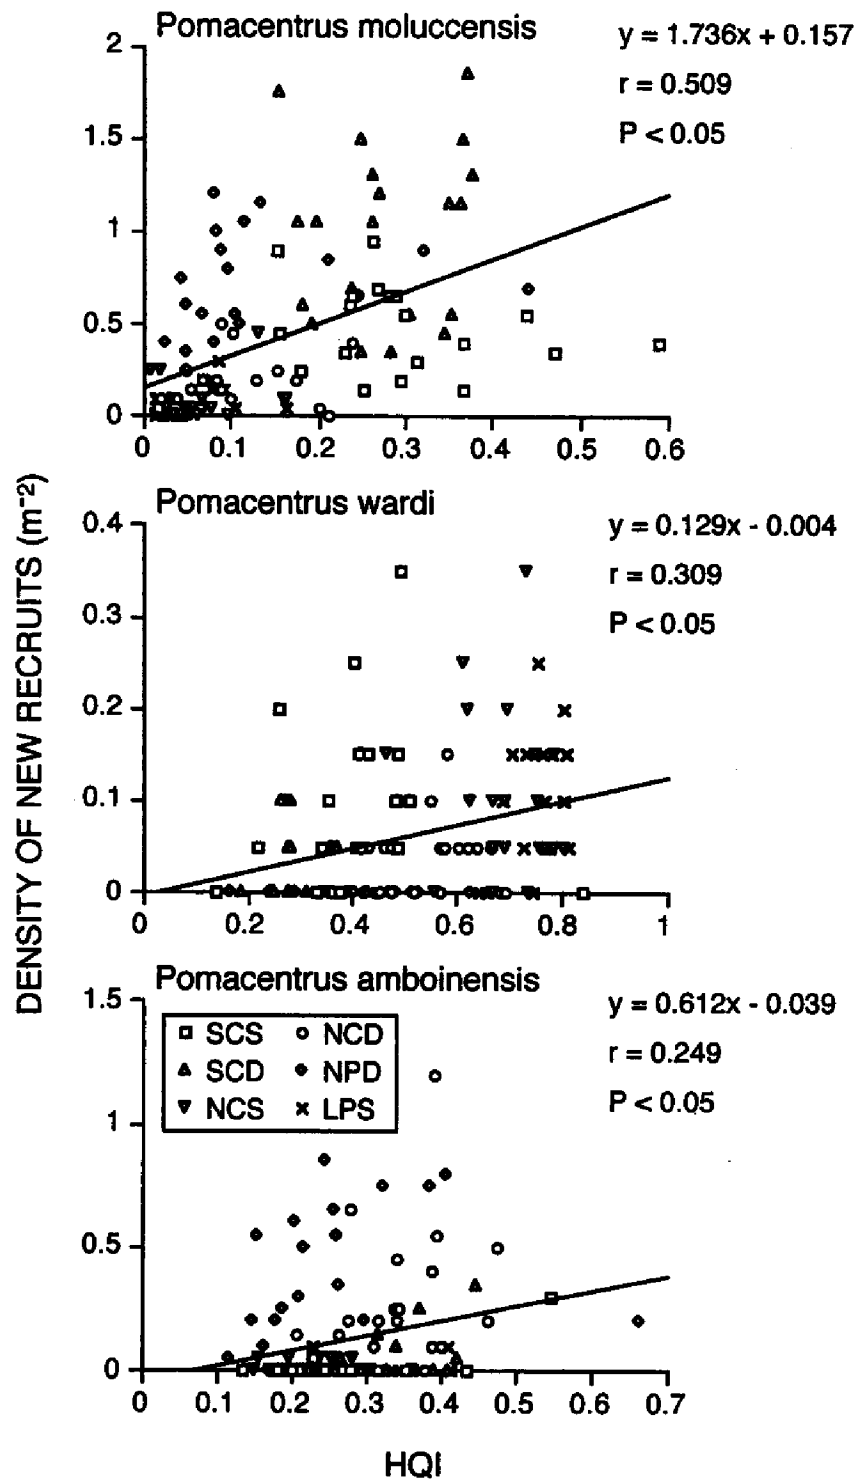 Pomacentrus moluccensis
y = 1.736x + 0.157
r = 0.509
P < 0.05
2
1.5
1
0.5
0
0 0.1 0.2 0.3 0.4 0.5 0.6
DENSITY OF NEW RECRUITS (m⁻²)
Pomacentrus wardi
y = 0.129x - 0.004
r = 0.309
P < 0.05
0.4
0.3
0.2
0.1
0
0 0.2 0.4 0.6 0.8 1
Pomacentrus amboinensis
y = 0.612x - 0.039
r = 0.249
P < 0.05
1.5
1
0.5
0
SCS NCD
SCD NPD
NCS LPS
0 0.1 0.2 0.3 0.4 0.5 0.6 0.7
HQI